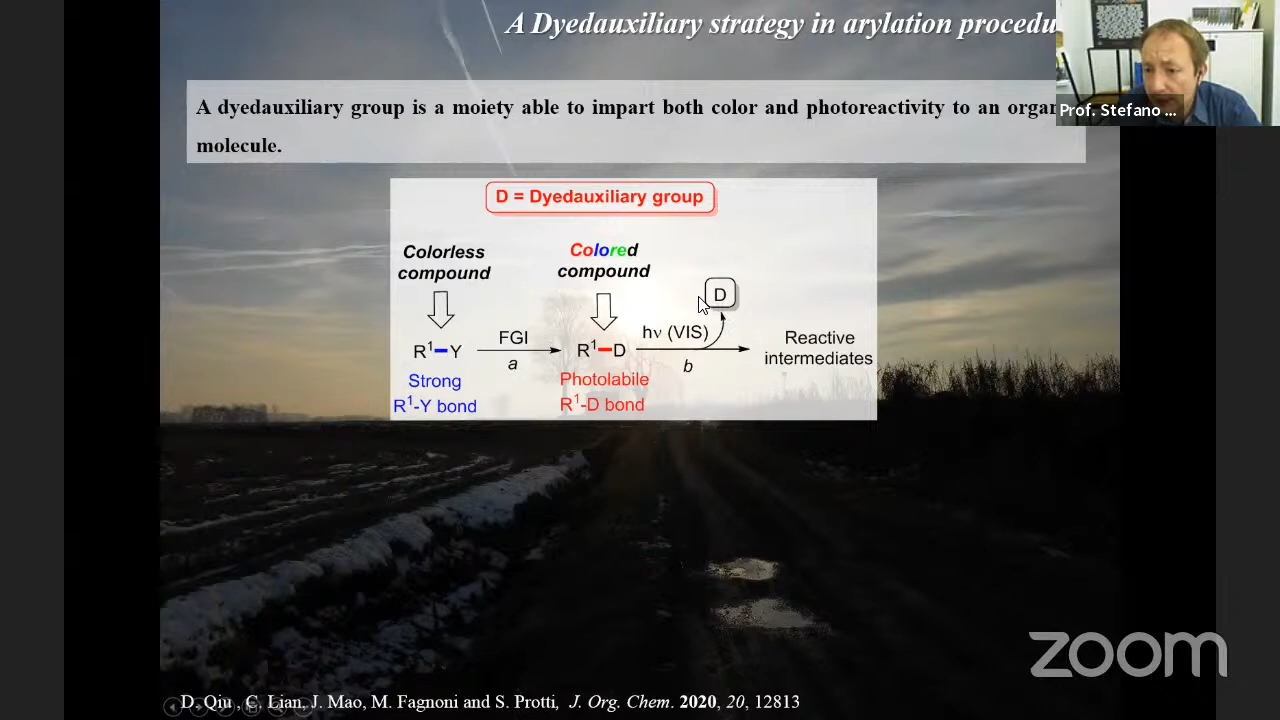 A Dyedauxiliary strategy in arylation
Prof. Stefano ...
A dyedauxiliary group is a moiety able to impart both color and photoreactivity to an
molecule.
D = Dyedauxiliary group
Colorless
compound
Colored
compound
D
R¹–Y
FGI
a
R¹–D
hν (VIS)
b
Reactive
intermediates
Strong
R¹-Y bond
Photolabile
R¹-D bond
zoom
D. Qiu , C. Lian, J. Mao, M. Fagnoni and S. Protti, J. Org. Chem. 2020, 20, 12813